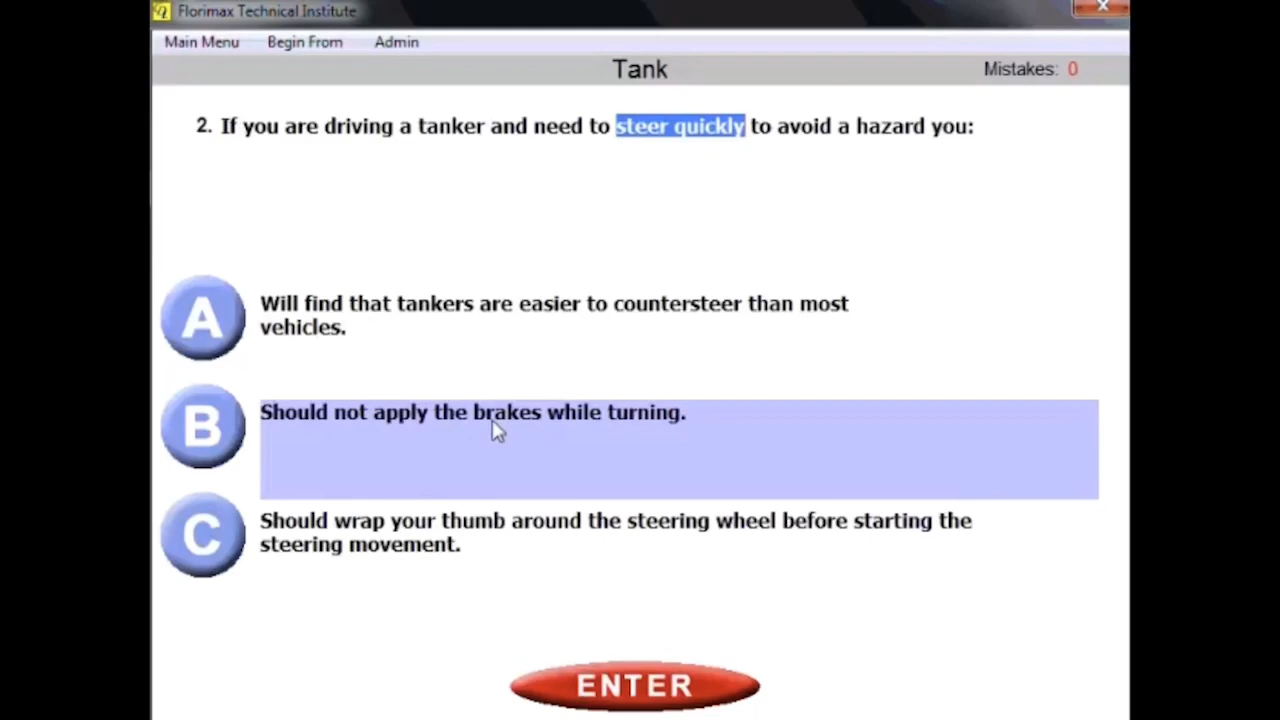 Florimax Technical Institute
Main Menu Begin From Admin
Tank Mistakes: 0
2. If you are driving a tanker and need to steer quickly to avoid a hazard you:
A Will find that tankers are easier to countersteer than most
vehicles.
B Should not apply the brakes while turning.
C Should wrap your thumb around the steering wheel before starting the
steering movement.
ENTER